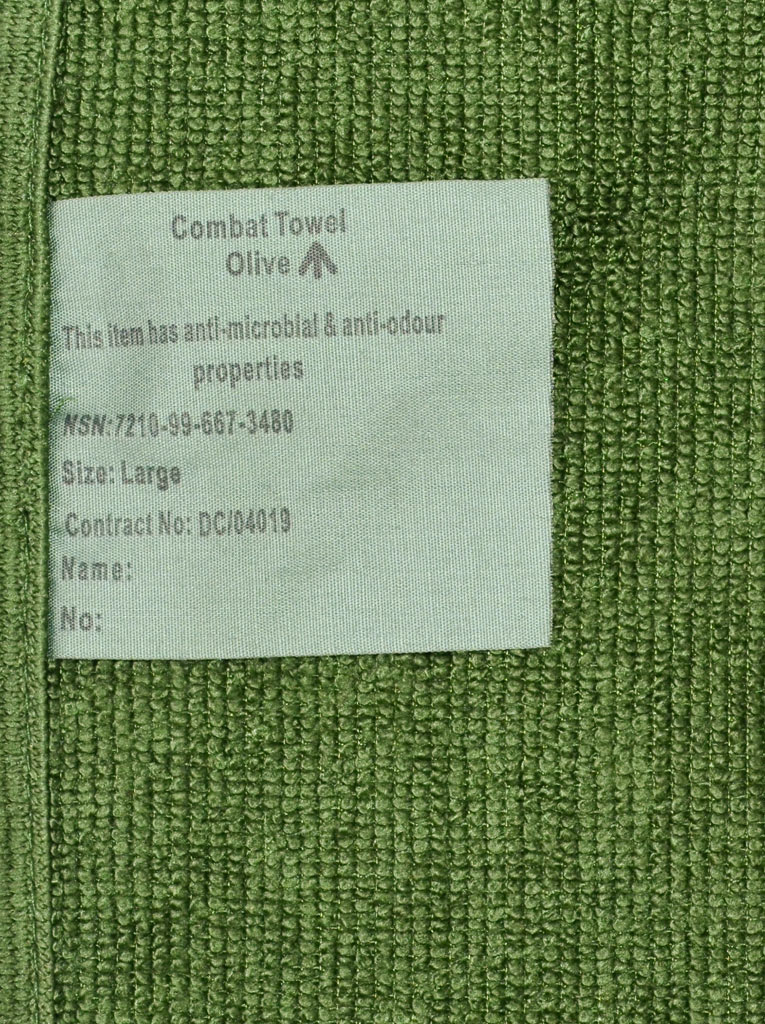 Combat Towel
Olive
This item has anti-microbial & anti-odour
properties
NSN:7210-99-667-3480
Size: Large
Contract No: DC/04019
Name:
No: